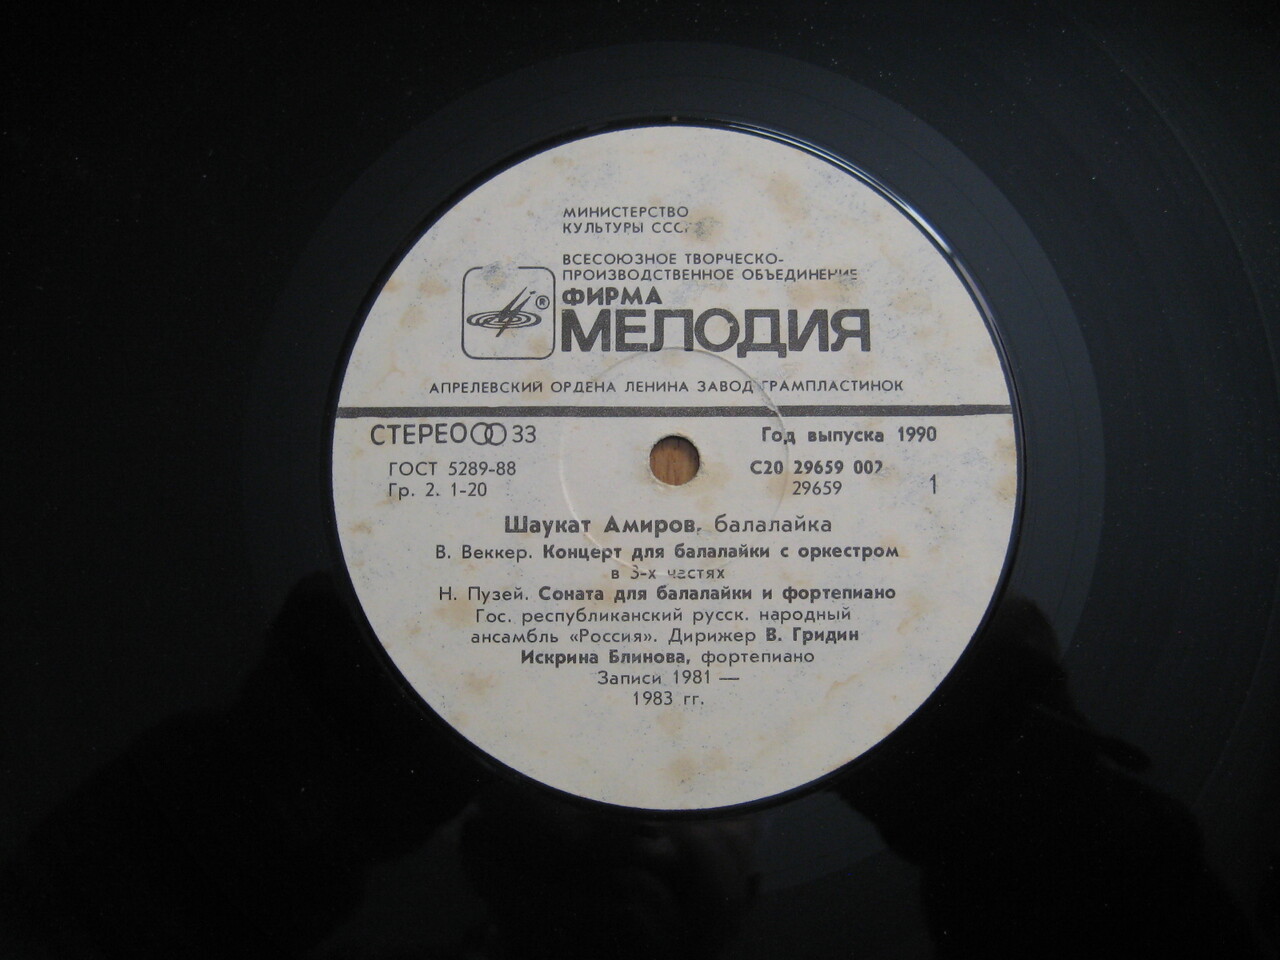 МИНИСТЕРСТВО
КУЛЬТУРЫ СССР
ВСЕСОЮЗНОЕ ТВОРЧЕСКО-
ПРОИЗВОДСТВЕННОЕ ОБЪЕДИНЕНИЕ
ФИРМА
®
МЕЛОДИЯ
АПРЕЛЕВСКИЙ ОРДЕНА ЛЕНИНА ЗАВОД ГРАМПЛАСТИНОК
СТЕРЕО 33
Год выпуска 1990
ГОСТ 5289-88
С20 29659 002
Гр. 2. 1-20
29659
1
Шаукат Амиров, балалайка
В. Веккер. Концерт для балалайки с оркестром
в 3-х частях
Н. Пузей. Соната для балалайки и фортепиано
Гос. республиканский русск. народный
ансамбль «Россия». Дирижер В. Гридин
Искрина Блинова, фортепиано
Записи 1981 —
1983 гг.